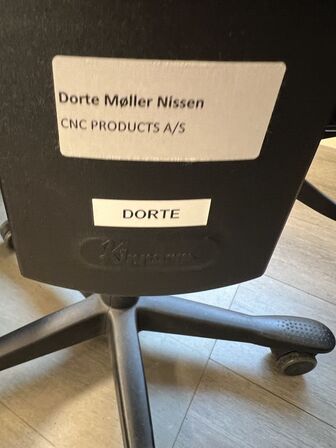 Dorte Møller Nissen
CNC PRODUCTS A/S
DORTE